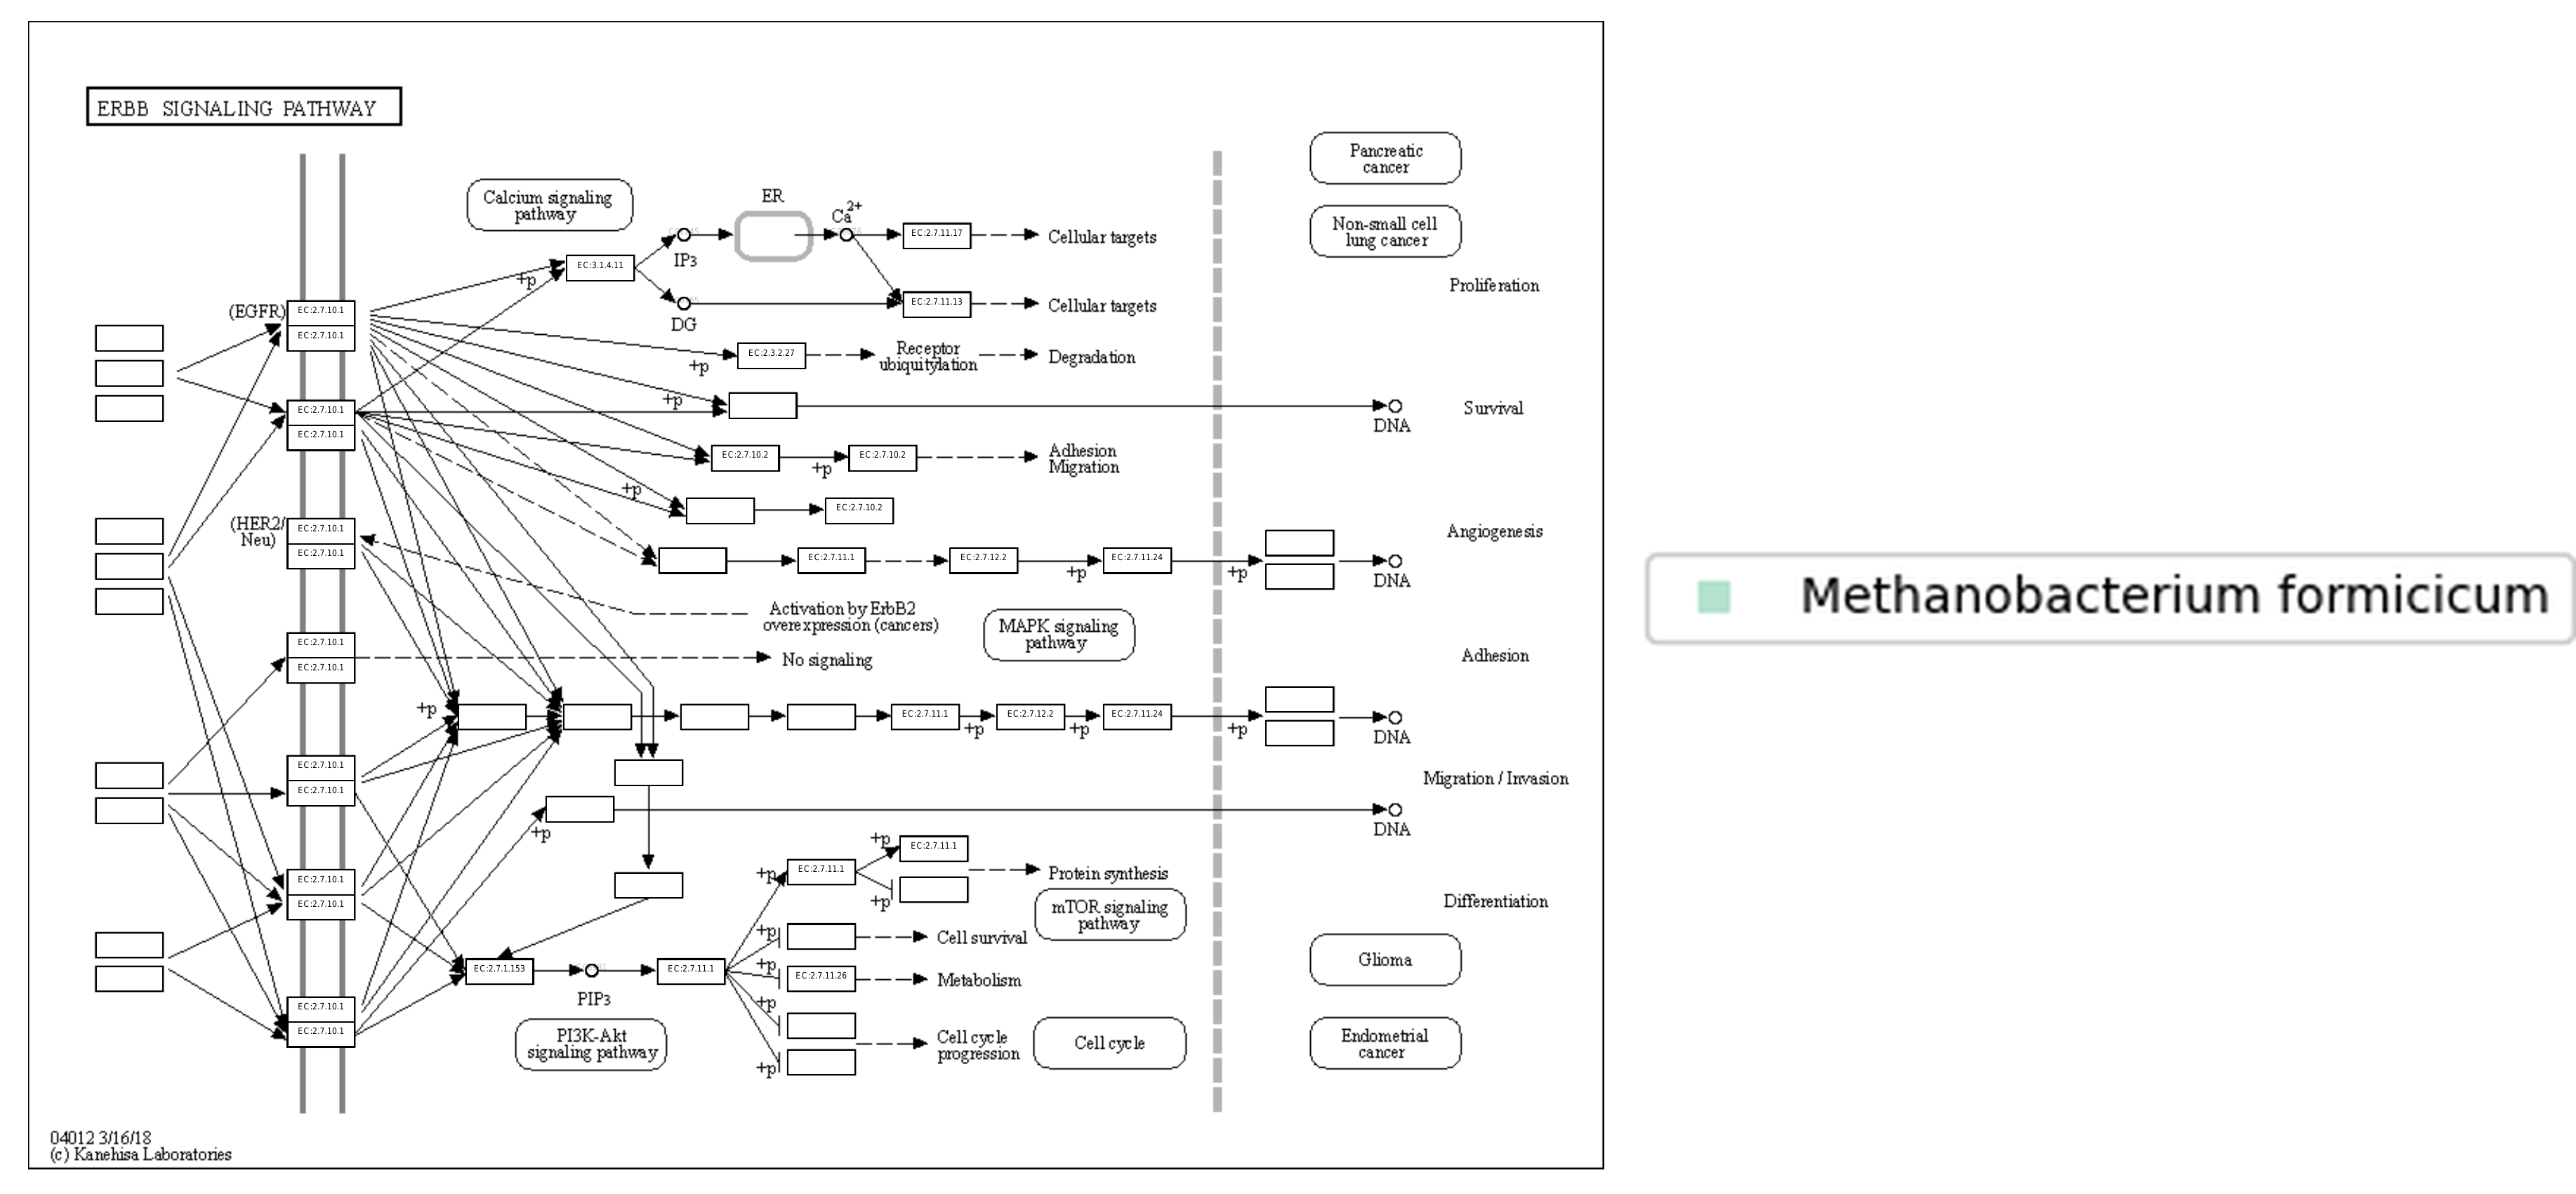 ERBB SIGNALING PATHWAY
Pancreatic
cancer
Calcium signaling
pathway
ER
Ca2+
Non-small cell
lung cancer
EC:2.7.11.17
Cellular targets
IP3
EC:3.1.4.11
+p
Proliferation
(EGFR)
EC:2.7.10.1
EC:2.7.10.1
EC:2.7.11.13
Cellular targets
DG
EC:2.3.2.27
Receptor
ubiquitylation
Degradation
+p
+p
EC:2.7.10.1
EC:2.7.10.1
DNA
Survival
EC:2.7.10.2
+p
EC:2.7.10.2
Adhesion
Migration
+p
EC:2.7.10.2
(HER2/
Neu)
EC:2.7.10.1
EC:2.7.10.1
Angiogenesis
EC:2.7.11.1
EC:2.7.12.2
+p
EC:2.7.11.24
+p
DNA
Methanobacterium formicicum
Activation by ErbB2
overexpression (cancers)
MAPK signaling
pathway
EC:2.7.10.1
EC:2.7.10.1
No signaling
Adhesion
+p
EC:2.7.11.1
+p
EC:2.7.12.2
+p
EC:2.7.11.24
+p
DNA
EC:2.7.10.1
EC:2.7.10.1
Migration / Invasion
+p
DNA
+p
EC:2.7.11.1
+p
EC:2.7.11.1
+p
Protein synthesis
EC:2.7.10.1
EC:2.7.10.1
mTOR signaling
pathway
Differentiation
+p
Cell survival
EC:2.7.1.153
PIP3
EC:2.7.11.1
+p
EC:2.7.11.26
Metabolism
Glioma
+p
EC:2.7.10.1
EC:2.7.10.1
PI3K-Akt
signaling pathway
+p
Cell cycle
progression
Cell cycle
Endometrial
cancer
04012 3/16/18
(c) Kanehisa Laboratories